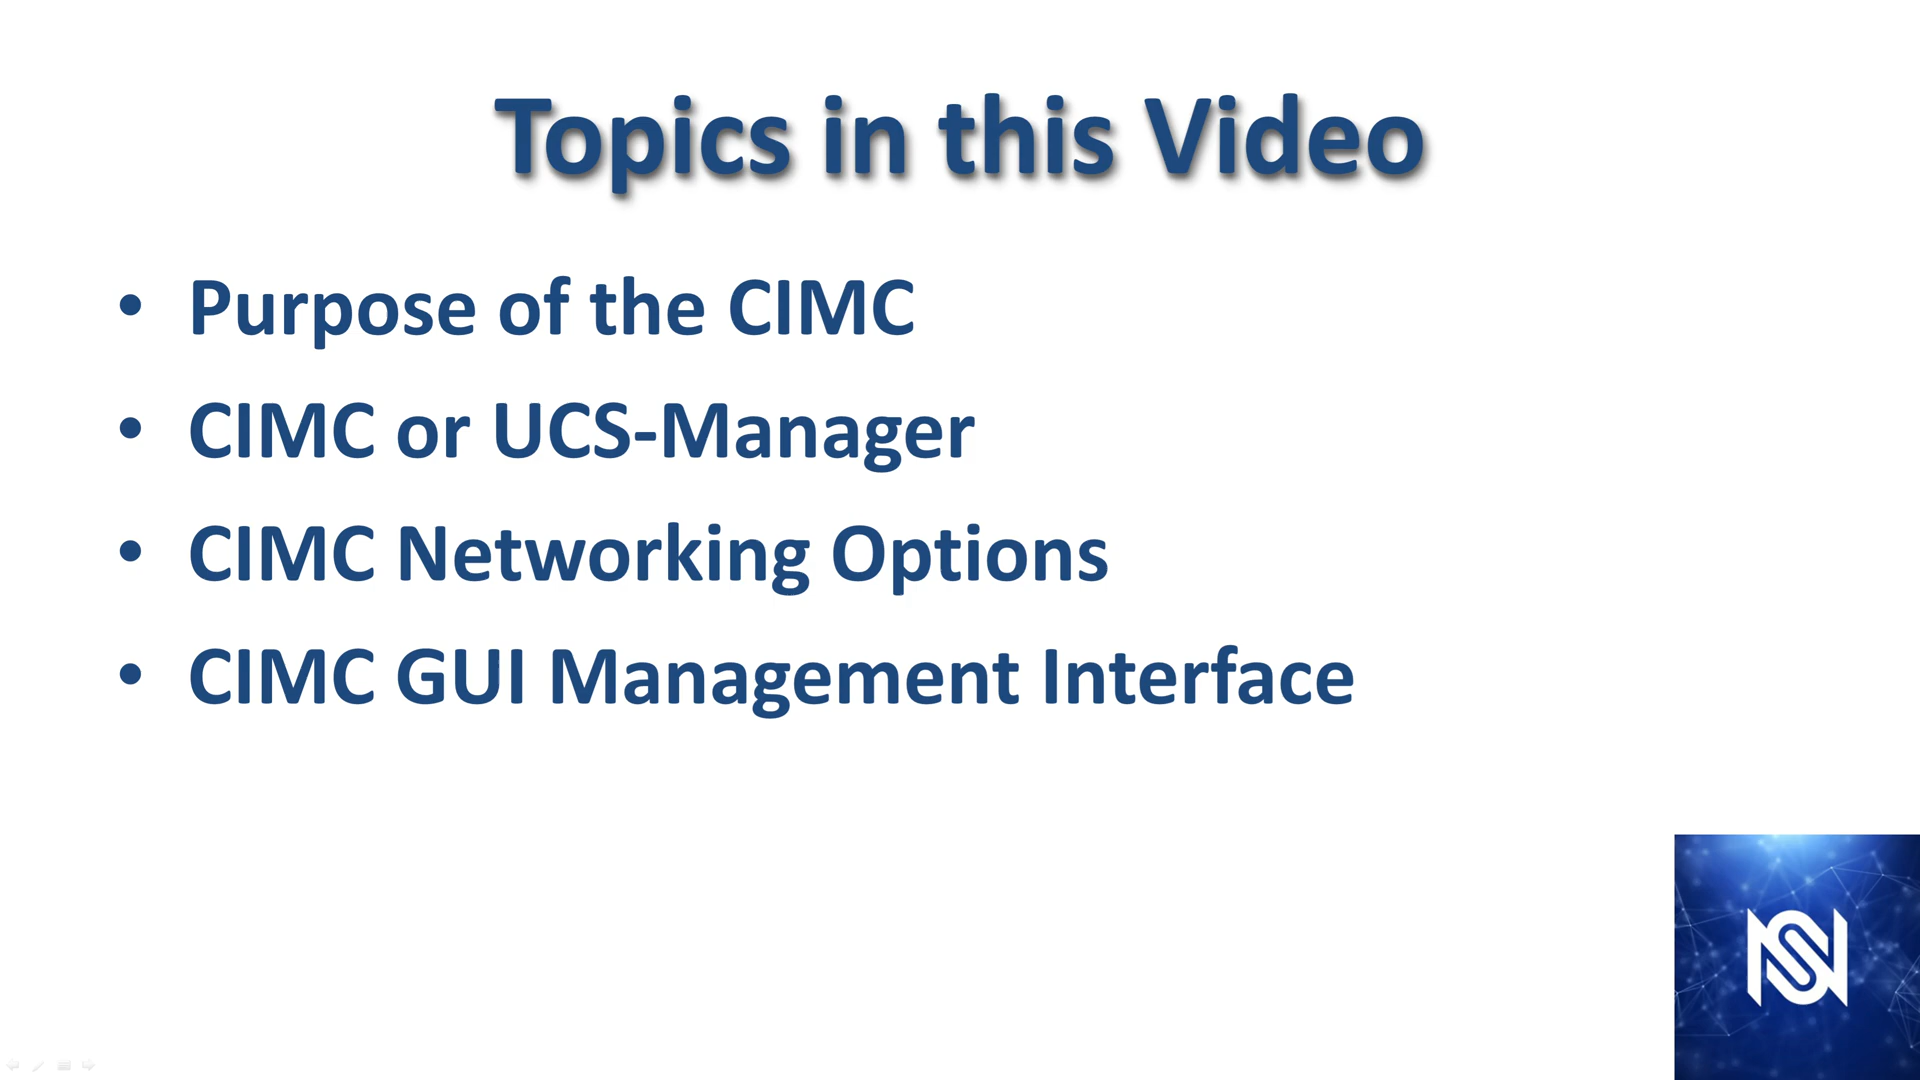 Topics in this Video
• Purpose of the CIMC
• CIMC or UCS-Manager
• CIMC Networking Options
• CIMC GUI Management Interface